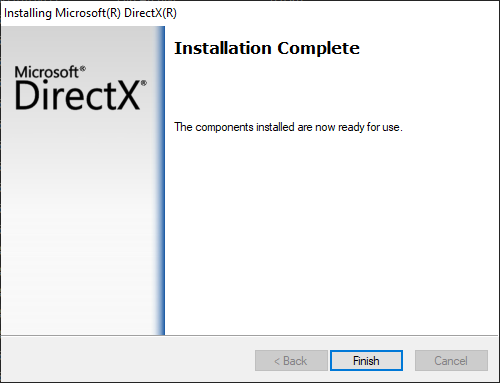 Installing Microsoft(R) DirectX(R)
Installation Complete
Microsoft®
DirectX®
The components installed are now ready for use.
< Back
Finish
Cancel